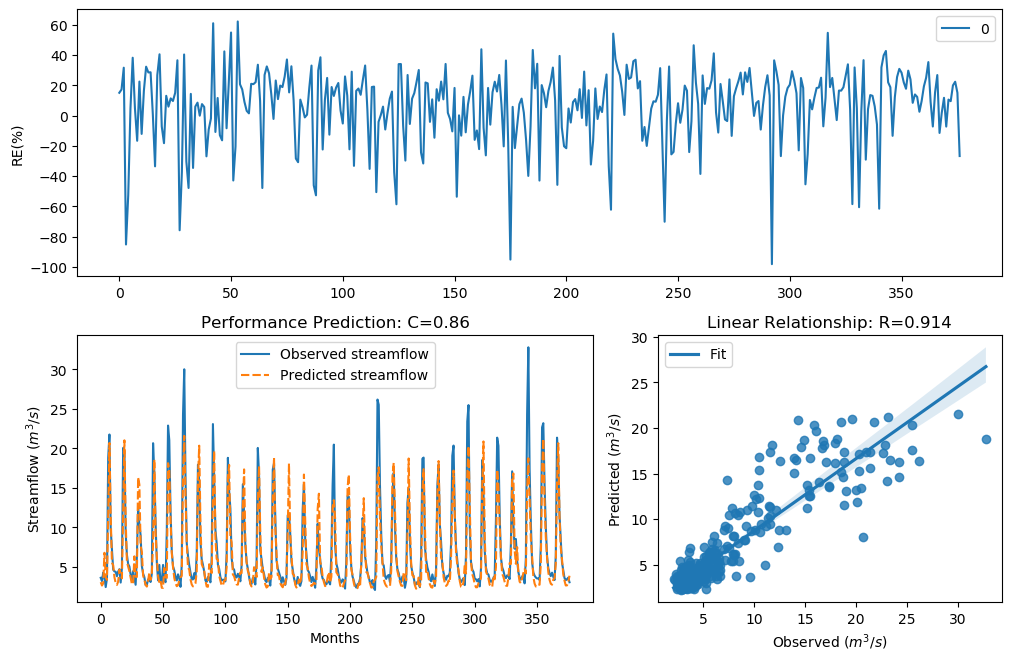 60
40
20
0
−20
−40
−60
−80
−100
RE(%)
0
0 50 100 150 200 250 300 350
Performance Prediction: C=0.86
Observed streamflow
Predicted streamflow
30
25
20
15
10
5
Streamflow (m³/s)
0 50 100 150 200 250 300 350
Months
Linear Relationship: R=0.914
Fit
30
25
20
15
10
5
Predicted (m³/s)
5 10 15 20 25 30
Observed (m³/s)